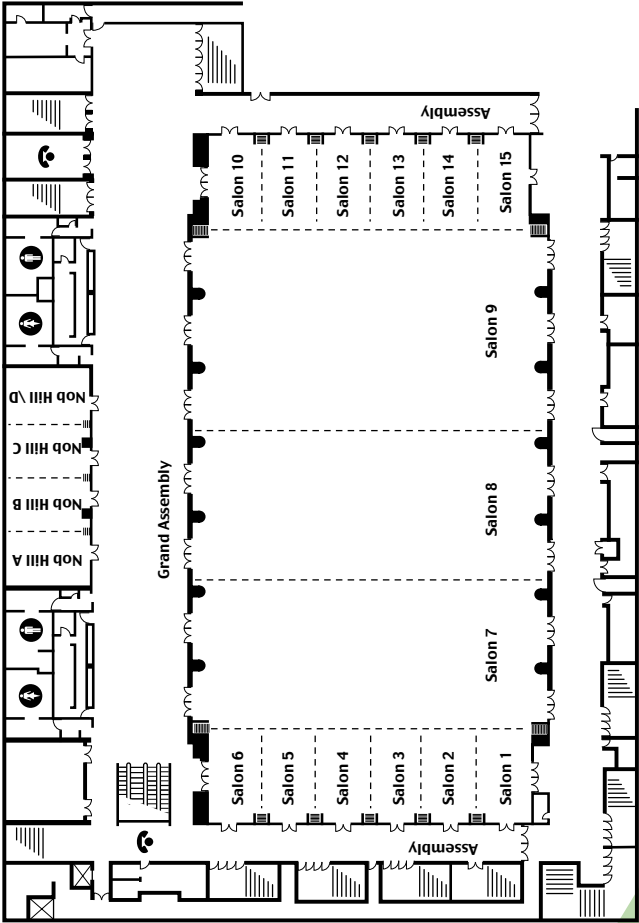 Assembly
Salon 10
Salon 11
Salon 12
Salon 13
Salon 14
Salon 15
Salon 9
Nob Hill /D
Nob Hill C
Nob Hill B
Nob Hill A
Grand Assembly
Salon 8
Salon 7
Salon 6
Salon 5
Salon 4
Salon 3
Salon 2
Salon 1
Assembly